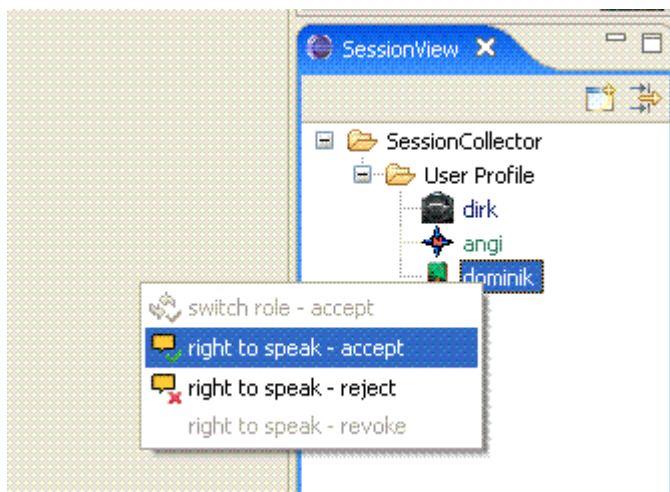 SessionView
SessionCollector
User Profile
dirk
angi
dominik
switch role - accept
right to speak - accept
right to speak - reject
right to speak - revoke